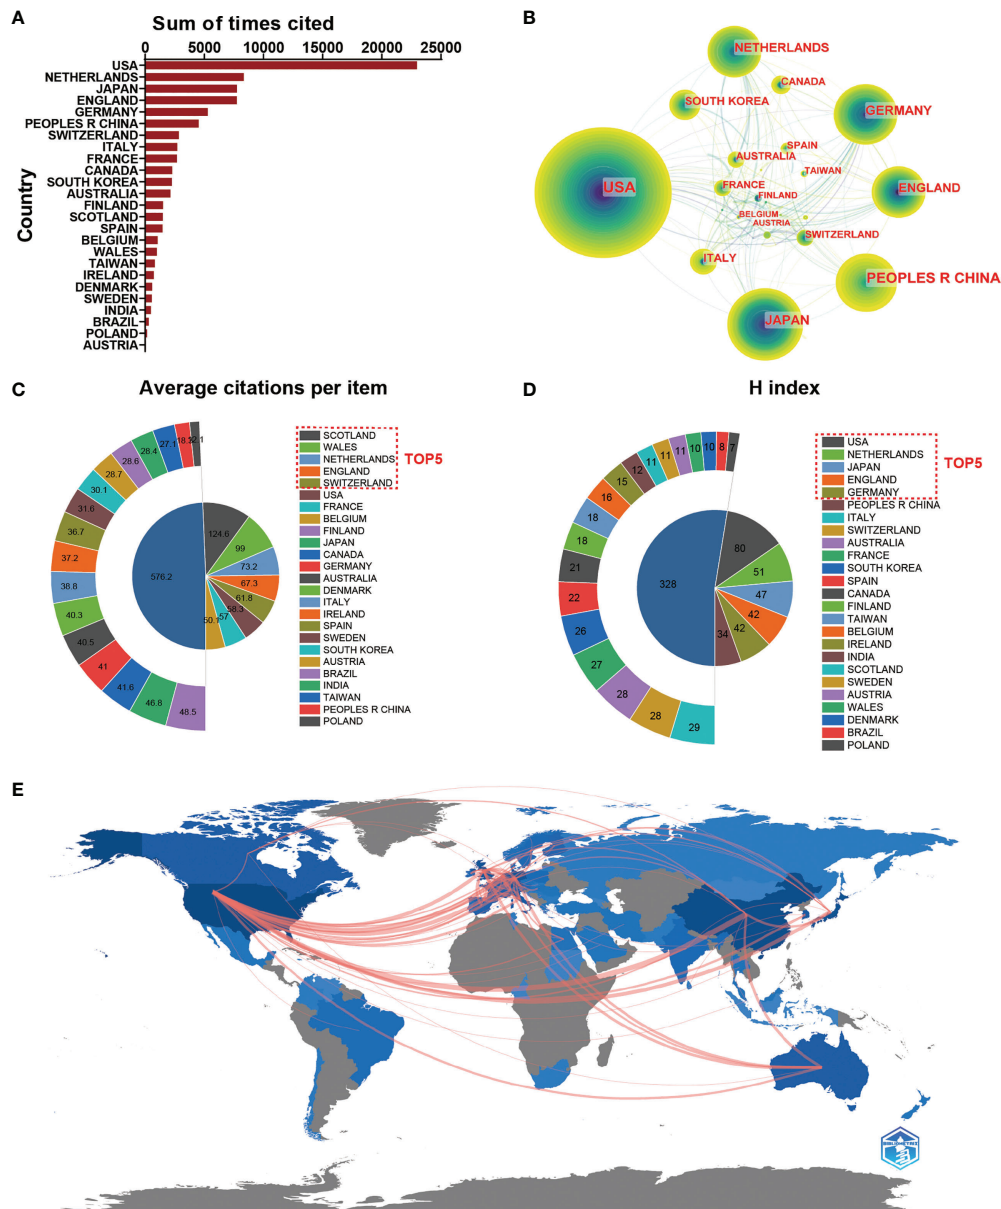 A
Sum of times cited
0 5000 10000 15000 20000 25000
Country
USA
NETHERLANDS
JAPAN
ENGLAND
GERMANY
PEOPLES R CHINA
SWITZERLAND
ITALY
FRANCE
CANADA
SOUTH KOREA
AUSTRALIA
FINLAND
SCOTLAND
SPAIN
BELGIUM
WALES
TAIWAN
IRELAND
DENMARK
SWEDEN
INDIA
BRAZIL
POLAND
AUSTRIA
B
NETHERLANDS
CANADA
SOUTH KOREA
GERMANY
SPAIN
AUSTRALIA
TAIWAN
USA
FRANCE
ENGLAND
FINLAND
BELGIUM
AUSTRIA
SWITZERLAND
ITALY
PEOPLES R CHINA
JAPAN
C
Average citations per item
27.1
28.4
28.6
28.7
30.1
31.6
36.7
37.2
38.8
40.3
40.5
41
41.6
46.8
48.5
576.2
124.6
99
73.2
67.3
61.8
58.3
57
50.1
SCOTLAND
WALES
NETHERLANDS
ENGLAND
SWITZERLAND
TOP5
USA
FRANCE
BELGIUM
FINLAND
JAPAN
CANADA
GERMANY
AUSTRALIA
DENMARK
ITALY
IRELAND
SPAIN
SWEDEN
SOUTH KOREA
AUSTRIA
BRAZIL
INDIA
TAIWAN
PEOPLES R CHINA
POLAND
D
H index
7
8
10
10
11
11
11
12
15
16
18
18
21
22
26
27
28
28
29
328
80
51
47
42
42
34
USA
NETHERLANDS
JAPAN
ENGLAND
GERMANY
TOP5
PEOPLES R CHINA
ITALY
SWITZERLAND
AUSTRALIA
FRANCE
SOUTH KOREA
SPAIN
CANADA
FINLAND
TAIWAN
BELGIUM
IRELAND
INDIA
SCOTLAND
SWEDEN
AUSTRIA
WALES
DENMARK
BRAZIL
POLAND
E
BIBLIOMETRIX